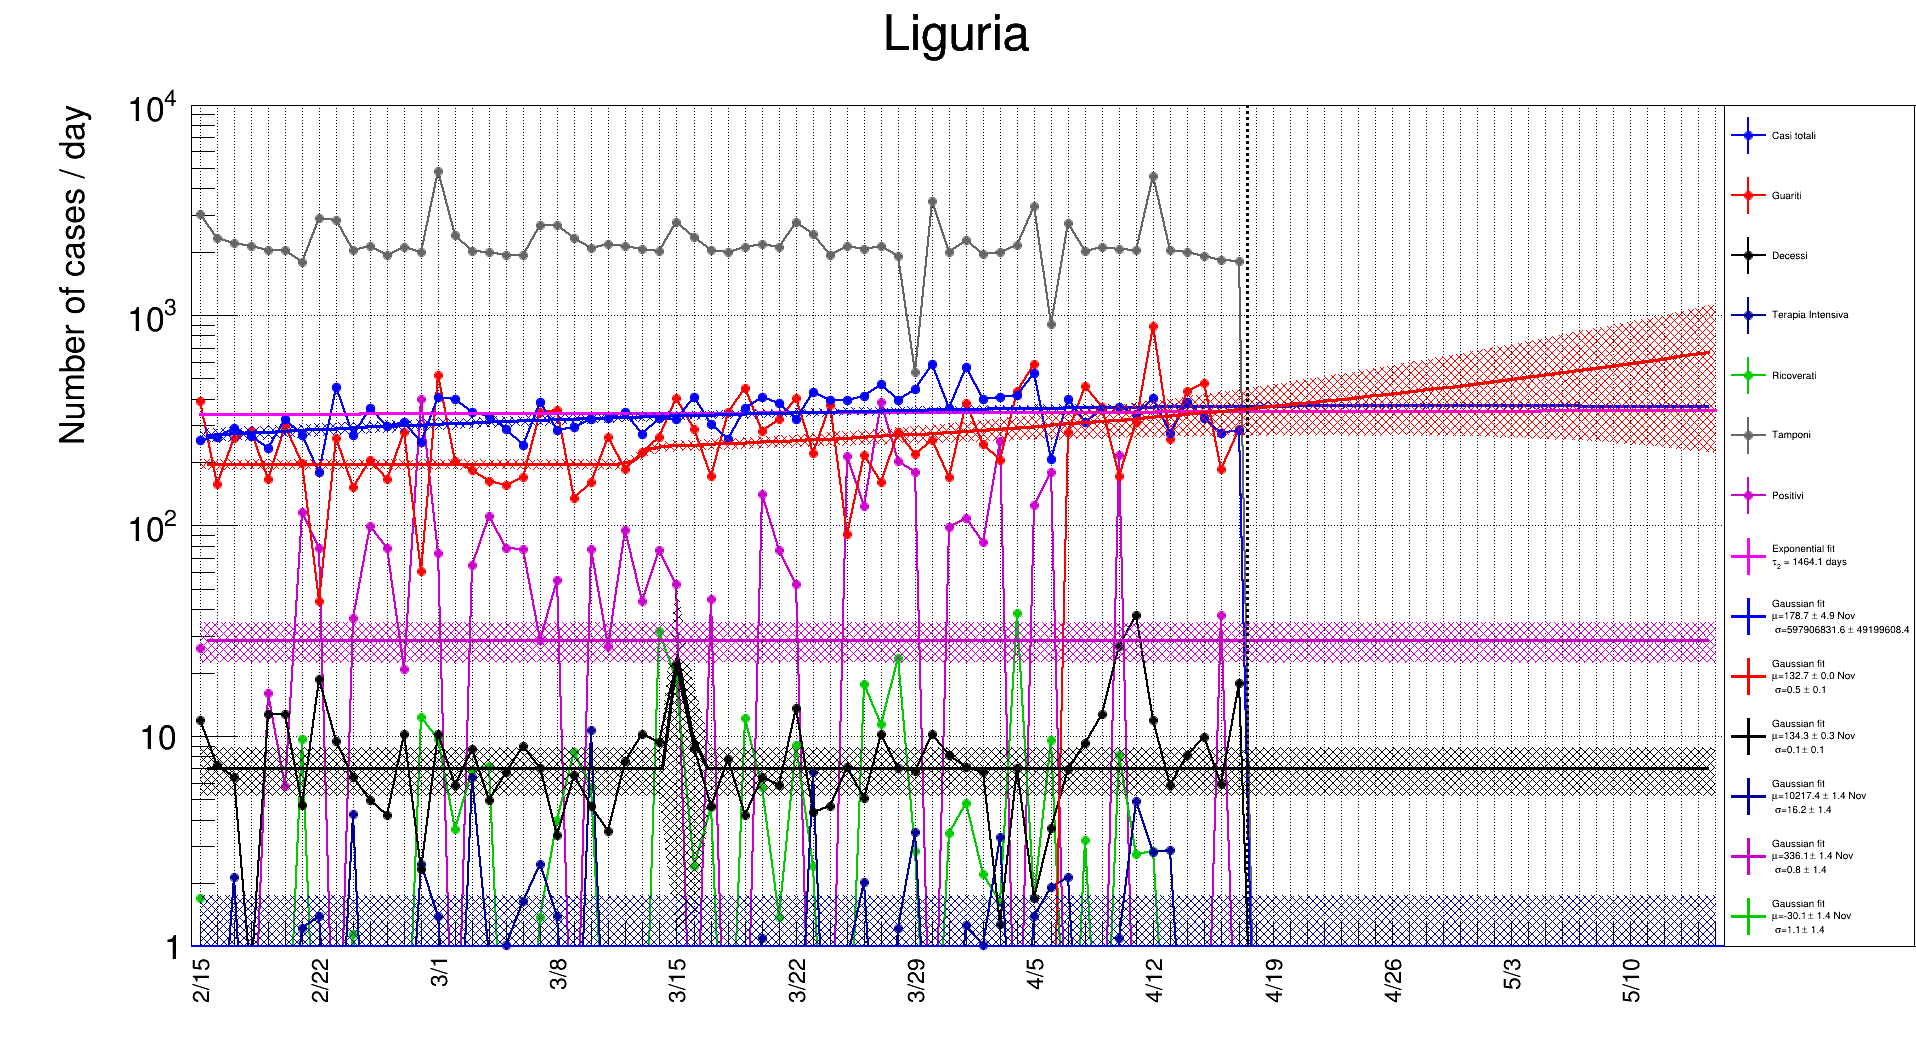 Liguria
Number of cases / day
10^4
10^3
10^2
10
1
2/15
2/22
3/1
3/8
3/15
3/22
3/29
4/5
4/12
4/19
4/26
5/3
5/10
Casi totali
Guariti
Decessi
Terapia Intensiva
Ricoverati
Tamponi
Positivi
Exponential fit
τ_2 = 1464.1 days
Gaussian fit
μ=178.7 ± 4.9 Nov
σ=597906831.6 ± 49199608.4
Gaussian fit
μ=132.7 ± 0.0 Nov
σ=0.5 ± 0.1
Gaussian fit
μ=134.3 ± 0.3 Nov
σ=0.1± 0.1
Gaussian fit
μ=10217.4 ± 1.4 Nov
σ=16.2 ± 1.4
Gaussian fit
μ=336.1± 1.4 Nov
σ=0.8 ± 1.4
Gaussian fit
μ=-30.1± 1.4 Nov
σ=1.1± 1.4